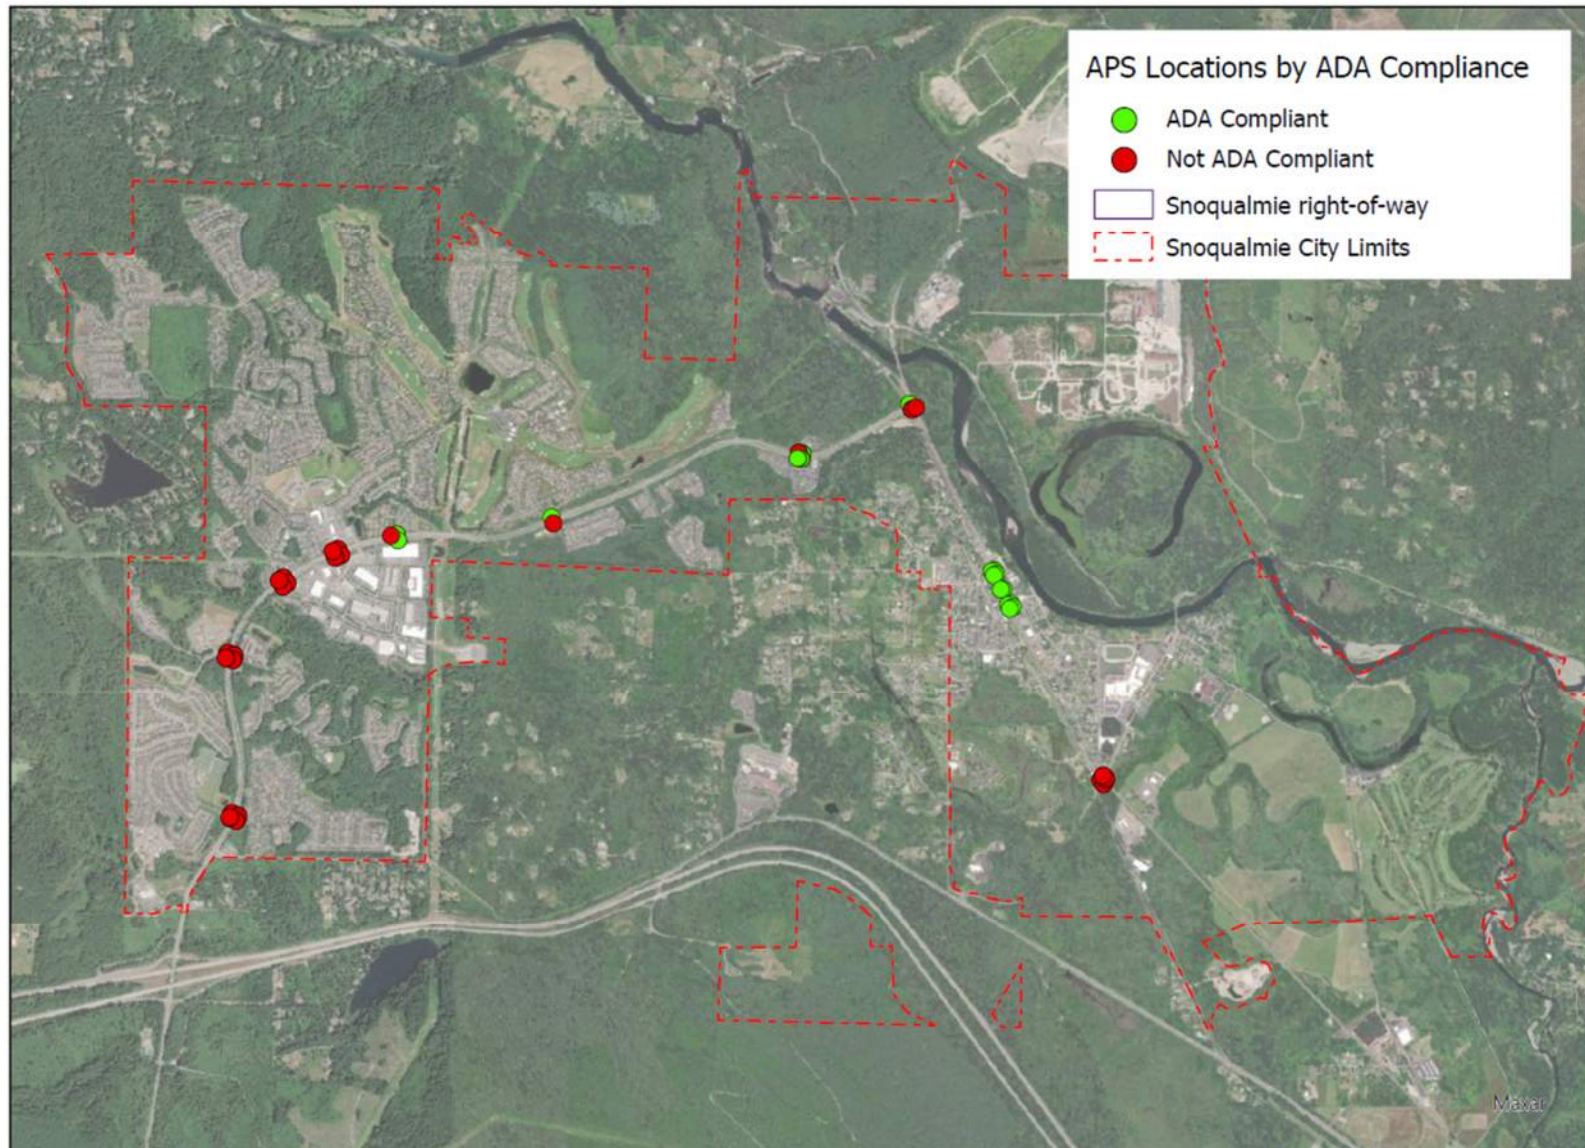 APS Locations by ADA Compliance
ADA Compliant
Not ADA Compliant
Snoqualmie right-of-way
Snoqualmie City Limits
Maxar